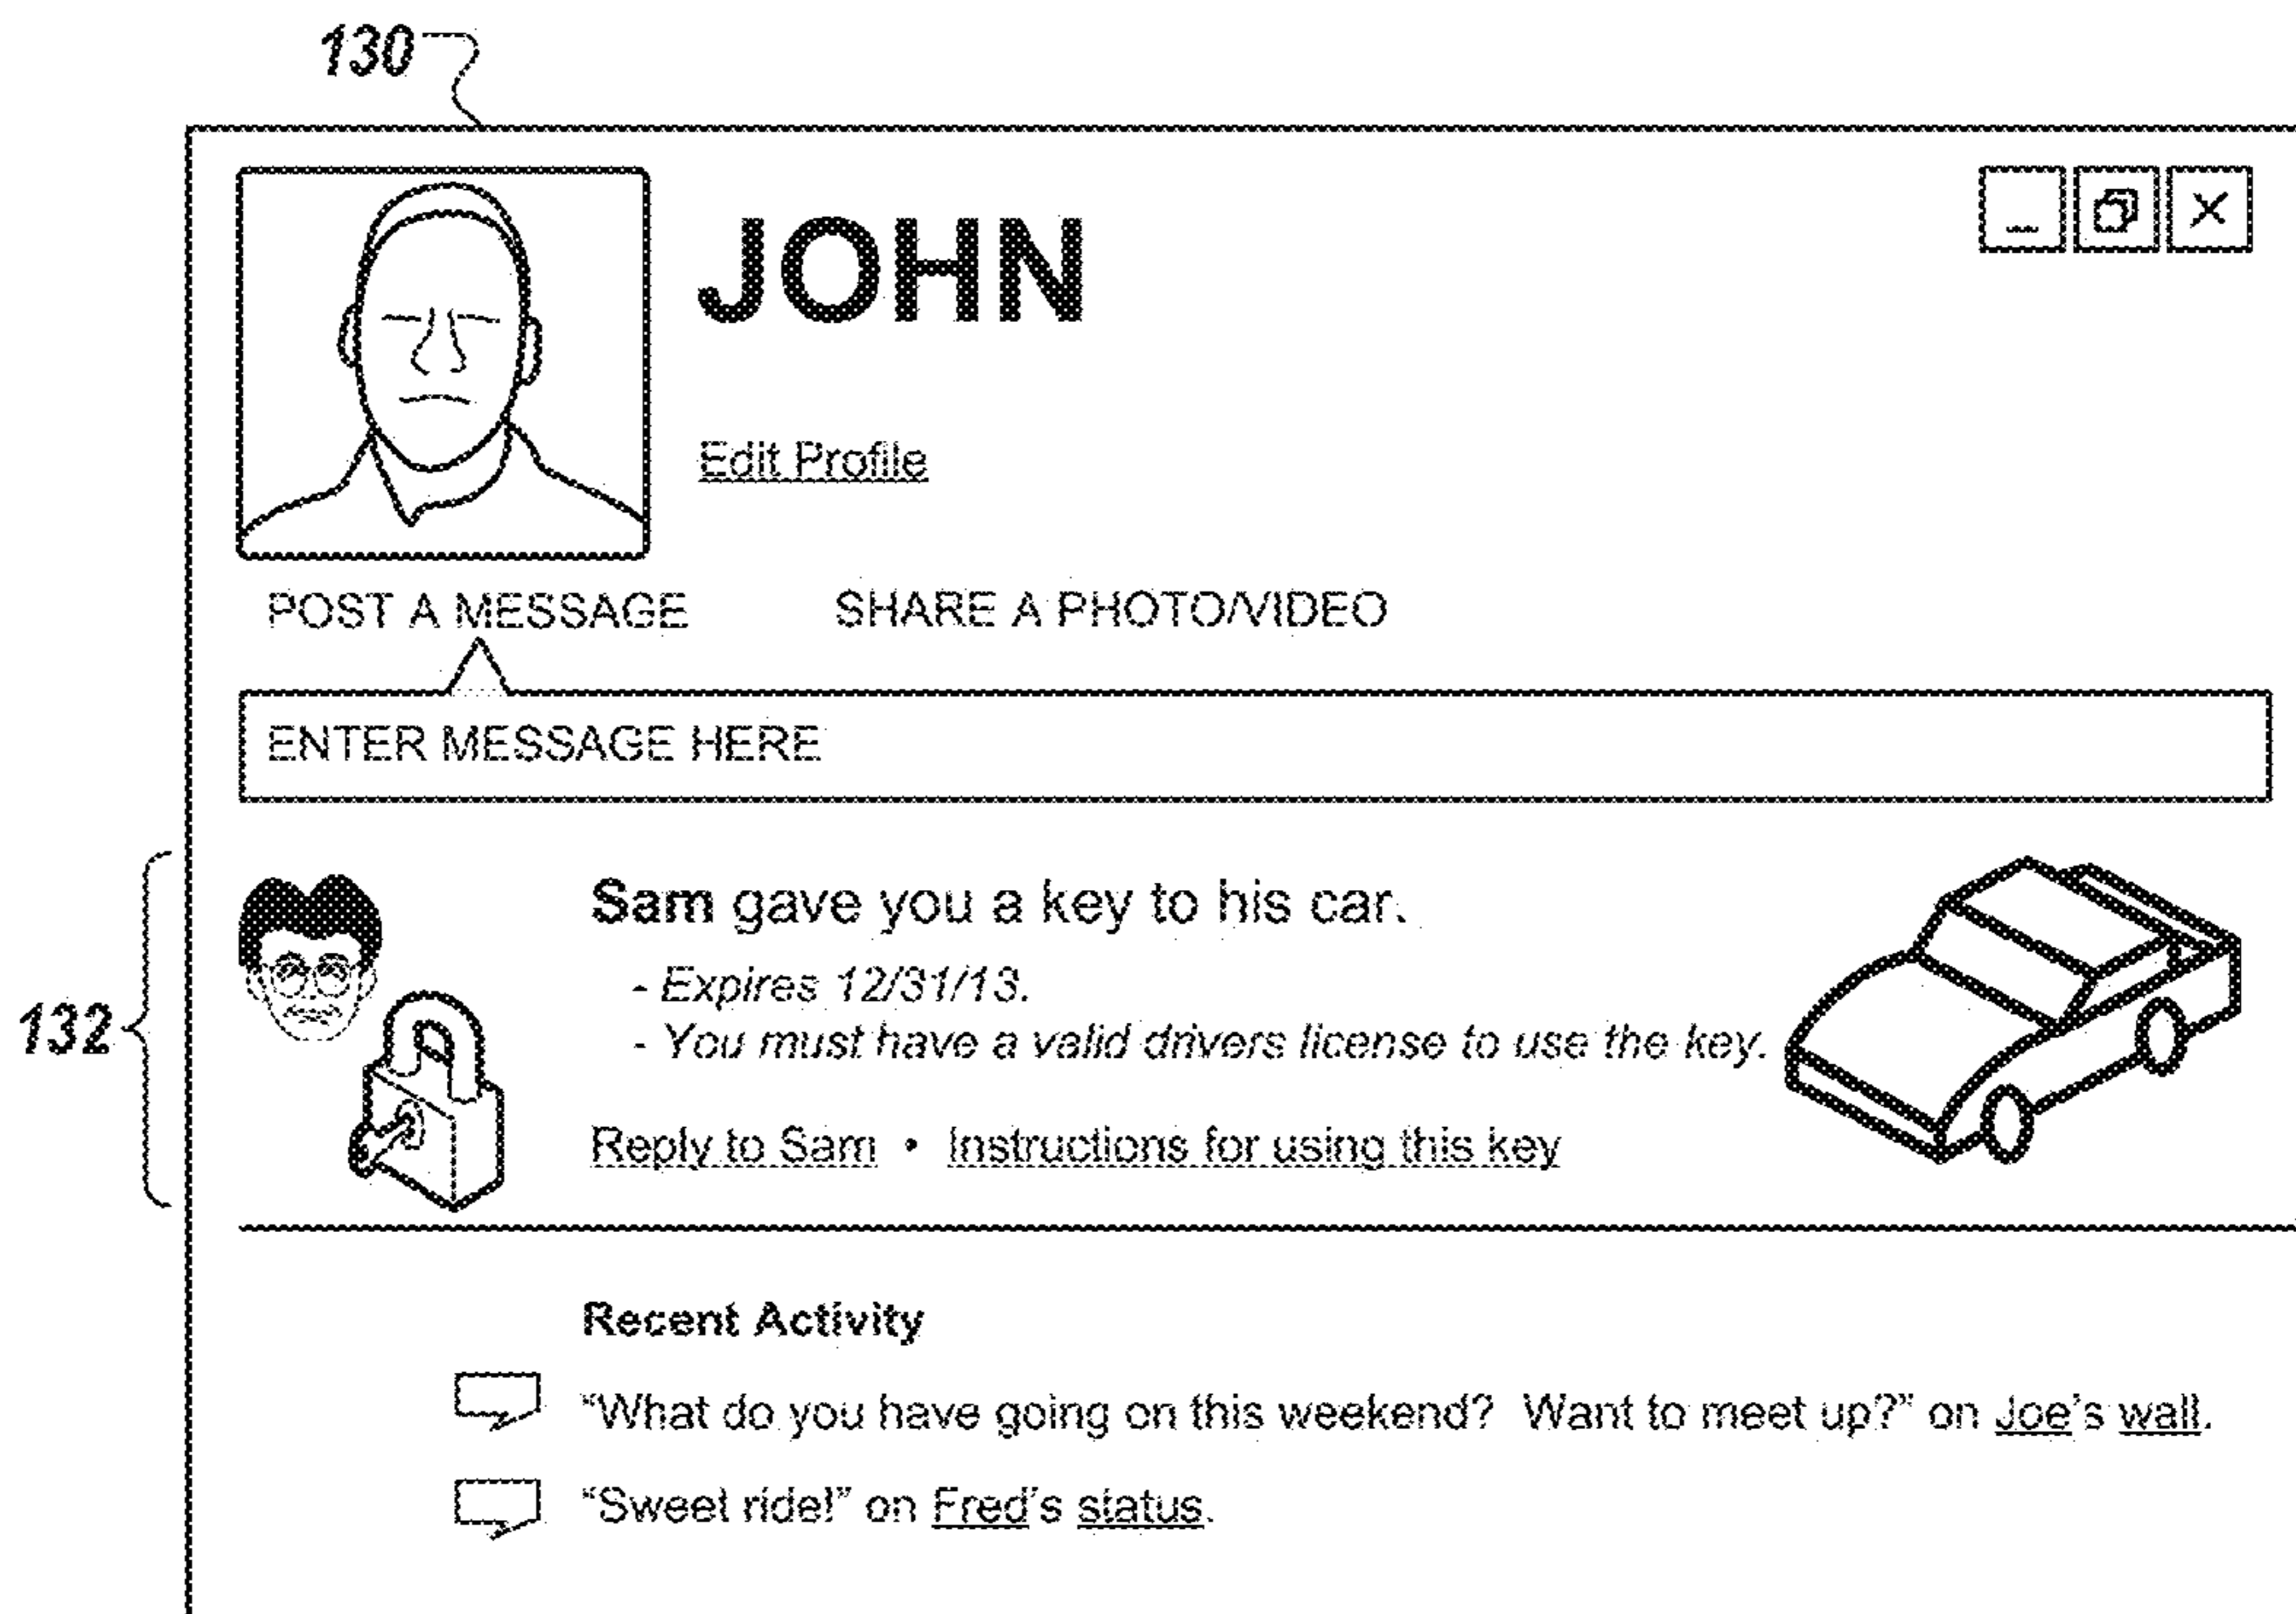 130
JOHN
Edit Profile
POST A MESSAGE SHARE A PHOTO/VIDEO
ENTER MESSAGE HERE
132
Sam gave you a key to his car.
- Expires 12/31/13.
- You must have a valid drivers license to use the key.
Reply to Sam • Instructions for using this key
Recent Activity
“What do you have going on this weekend? Want to meet up?” on Joe's wall.
“Sweet ride!” on Fred's status.